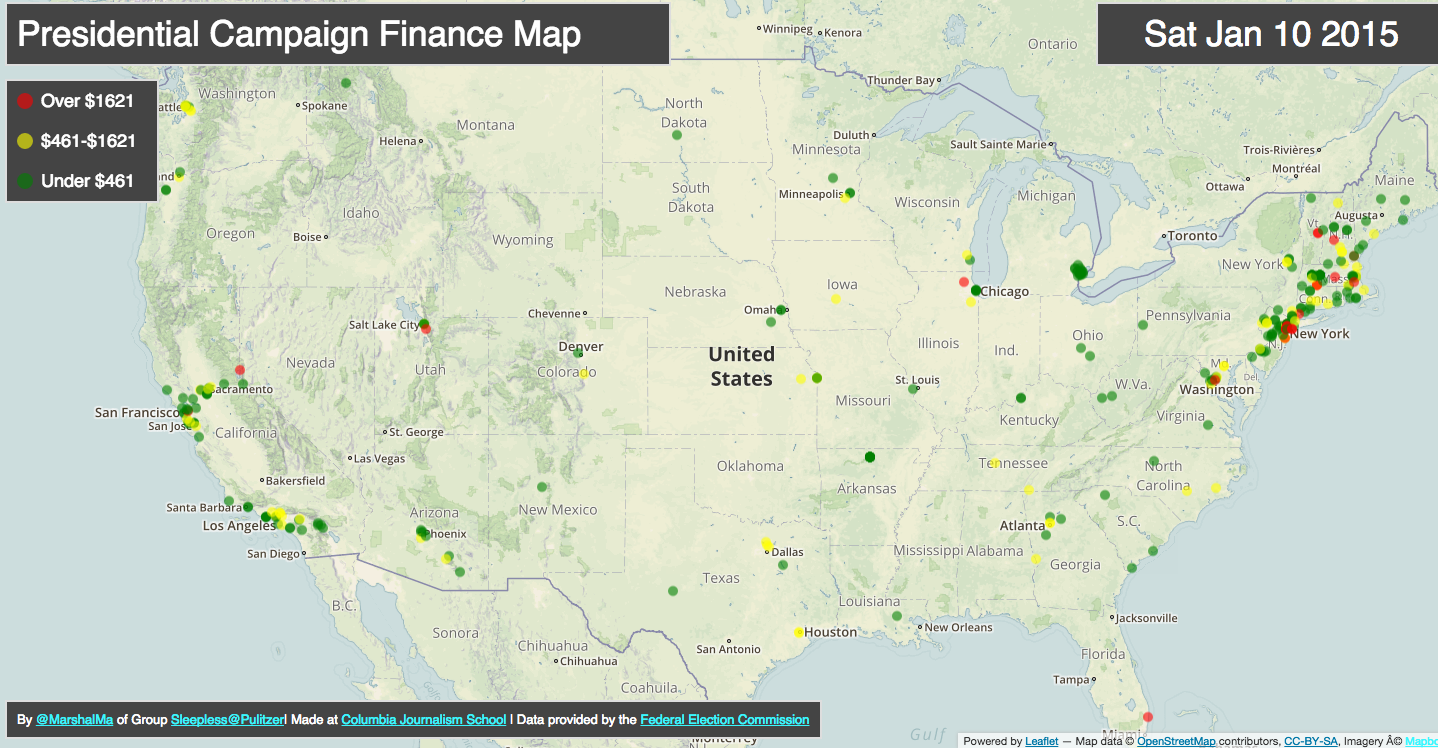 Presidential Campaign Finance Map
Sat Jan 10 2015
Over $1621
$461-$1621
Under $461
Winnipeg
Kenora
Ontario
Thunder Bay
Washington
Spokane
North
Dakota
Montana
Helena
Duluth
Minnesota
Sault Sainte Marie
Trois-Rivières
Montréal
Ottawa
Maine
South
Dakota
Minneapolis
Wisconsin
Michigan
Idaho
Augusta
Vt.
N.H.
Oregon
Boise
Wyoming
Toronto
New York
Mass.
Iowa
Nebraska
Chicago
Conn.
Omaha
Cheyenne
Pennsylvania
Salt Lake City
New York
N.J.
Ohio
Illinois
Ind.
Denver
Colorado
United
States
Nevada
Utah
Md.
Del.
St. Louis
Missouri
W.Va.
Washington
Sacramento
San Francisco
San Jose
California
St. George
Kentucky
Virginia
Las Vegas
Oklahoma
Tennessee
North
Carolina
Bakersfield
Arkansas
Santa Barbara
Los Angeles
Arizona
New Mexico
Phoenix
Atlanta
S.C.
San Diego
Dallas
Mississippi
Alabama
Georgia
Texas
B.C.
Louisiana
Jacksonville
Sonora
Houston
New Orleans
Chihuahua
Chihuahua
San Antonio
Florida
Tampa
Coahuila
Miami
Gulf
Monterrey
By @MarshalMa of Group Sleepless@Pulitzer| Made at Columbia Journalism School | Data provided by the Federal Election Commission
Powered by Leaflet — Map data © OpenStreetMap contributors, CC-BY-SA, Imagery Â© Mapbo